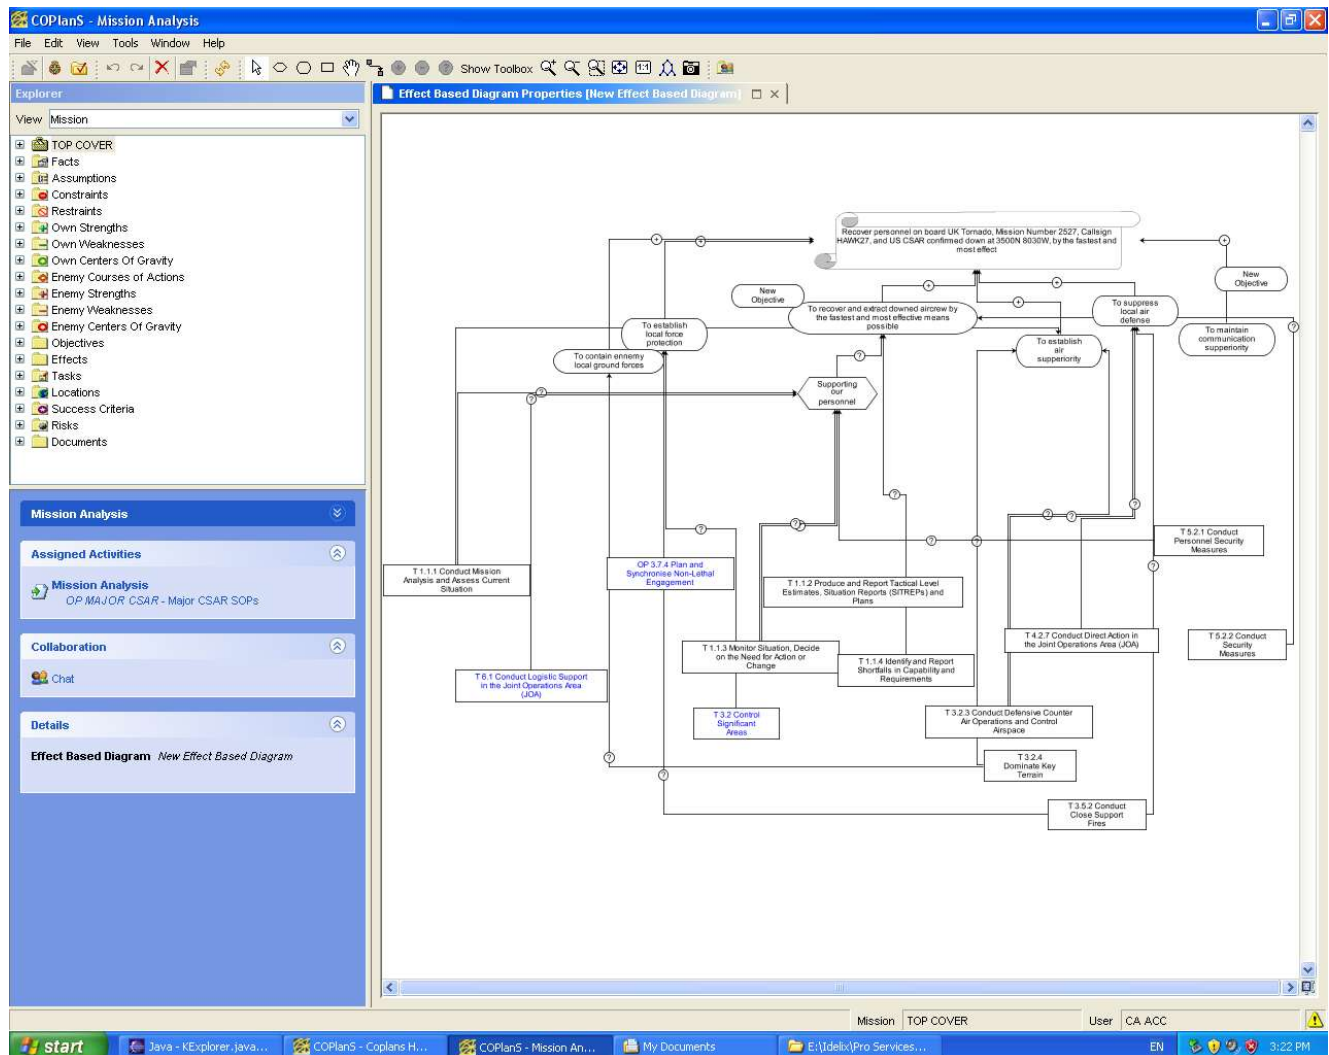 COPlanS - Mission Analysis
File Edit View Tools Window Help
Show Toolbox
Explorer
Effect Based Diagram Properties [New Effect Based Diagram]
View Mission
TOP COVER
Facts
Assumptions
Constraints
Restraints
Own Strengths
Own Weaknesses
Own Centers Of Gravity
Enemy Courses of Actions
Enemy Strengths
Enemy Weaknesses
Enemy Centers Of Gravity
Objectives
Effects
Tasks
Locations
Success Criteria
Risks
Documents
Mission Analysis
Assigned Activities
Mission Analysis
OP MAJOR CSAR - Major CSAR SOPs
Collaboration
Chat
Details
Effect Based Diagram New Effect Based Diagram
Recover personnel on board UK Tornado, Mission Number 2527, Callsign
HAWK27, and US CSAR confirmed down at 3500N 8030W, by the fastest and
most effect
New
Objective
New
Objective
To recover and extract downed aircrew by
the fastest and most effective means
possible
To suppress
local air
defense
To establish
local force
protection
To maintain
communication
supperiority
To establish
air
supperiority
To contain ennemy
local ground forces
Supporting
our
personnel
T 5.2.1 Conduct
Personnel Security
Measures
T 1.1.1 Conduct Mission
Analysis and Assess Current
Situation
OP 3.7.4 Plan and
Synchronise Non-Lethal
Engagement
T 1.1.2 Produce and Report Tactical Level
Estimates, Situation Reports (SITREPs) and
Plans
T 4.2.7 Conduct Direct Action in
the Joint Operations Area (JOA)
T 5.2.2 Conduct
Security
Measures
T 1.1.3 Monitor Situation, Decide
on the Need for Action or
Change
T 1.1.4 Identify and Report
Shortfalls in Capability and
Requirements
T 6.1 Conduct Logistic Support
in the Joint Operations Area
(JOA)
T 3.2 Control
Significant
Areas
T 3.2.3 Conduct Defensive Counter
Air Operations and Control
Airspace
T 3.2.4
Dominate Key
Terrain
T 3.5.2 Conduct
Close Support
Fires
Mission TOP COVER User CA ACC
start Java - KExplorer.java... COPlanS - Coplans H... COPlanS - Mission An... My Documents E:\Idelix\Pro Services... EN 3:22 PM